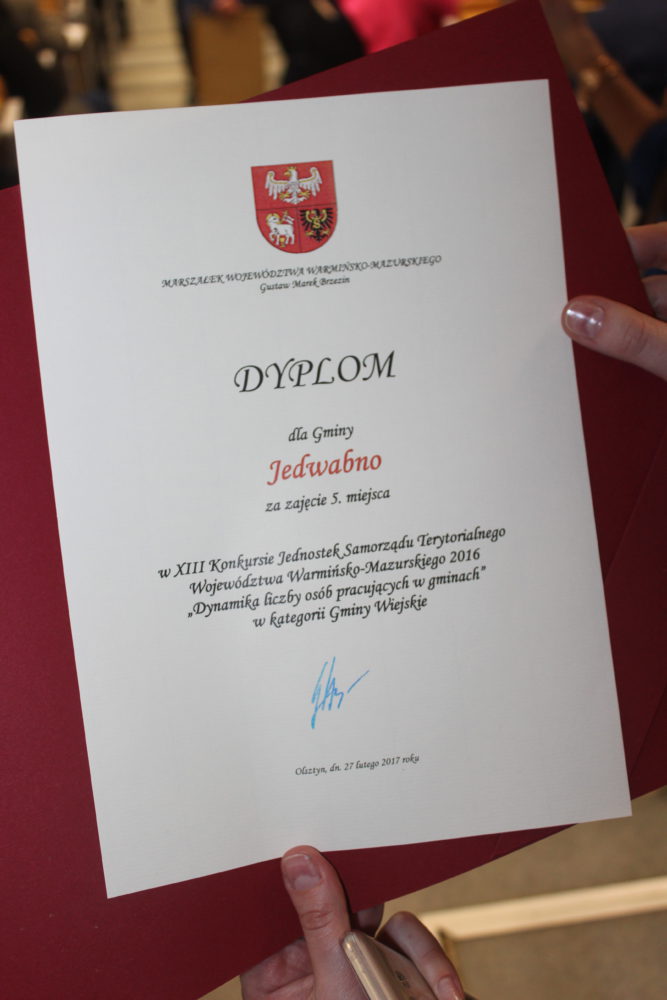 MARSZAŁEK WOJEWÓDZTWA WARMIŃSKO-MAZURSKIEGO
Gustaw Marek Brzezin
DYPLOM
dla Gminy
Jedwabno
za zajęcie 5. miejsca
w XIII Konkursie Jednostek Samorządu Terytorialnego
Województwa Warmińsko-Mazurskiego 2016
„Dynamika liczby osób pracujących w gminach”
w kategorii Gminy Wiejskie
Olsztyn, dn. 27 lutego 2017 roku